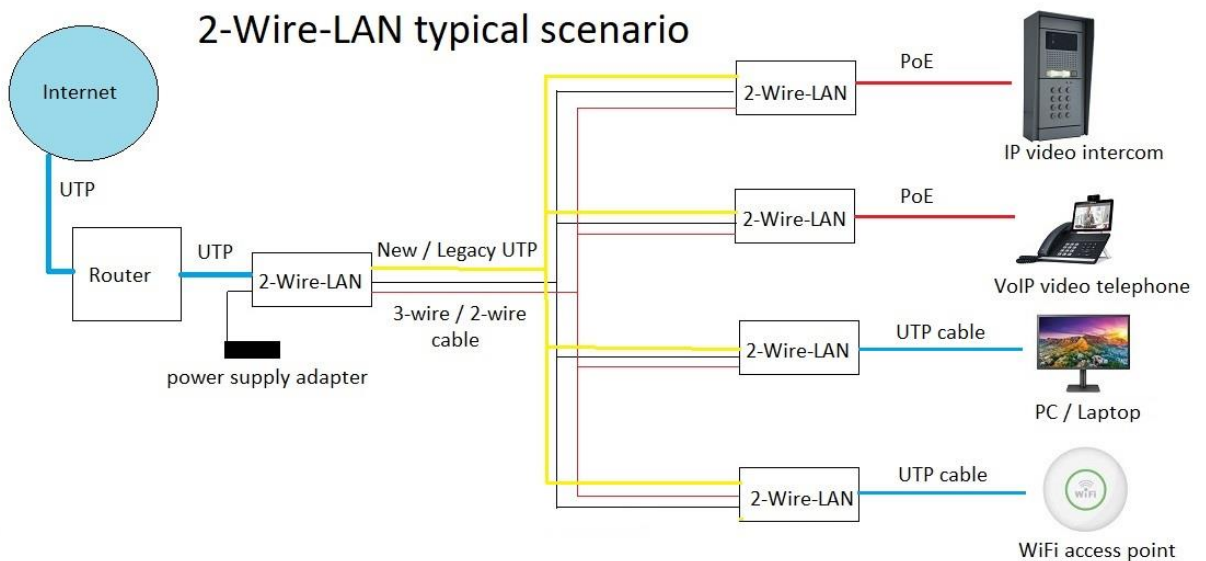 2-Wire-LAN typical scenario
Internet
UTP
Router
UTP
2-Wire-LAN
power supply adapter
New / Legacy UTP
3-wire / 2-wire
cable
2-Wire-LAN
PoE
IP video intercom
2-Wire-LAN
PoE
VoIP video telephone
2-Wire-LAN
UTP cable
PC / Laptop
2-Wire-LAN
UTP cable
WiFi
WiFi access point